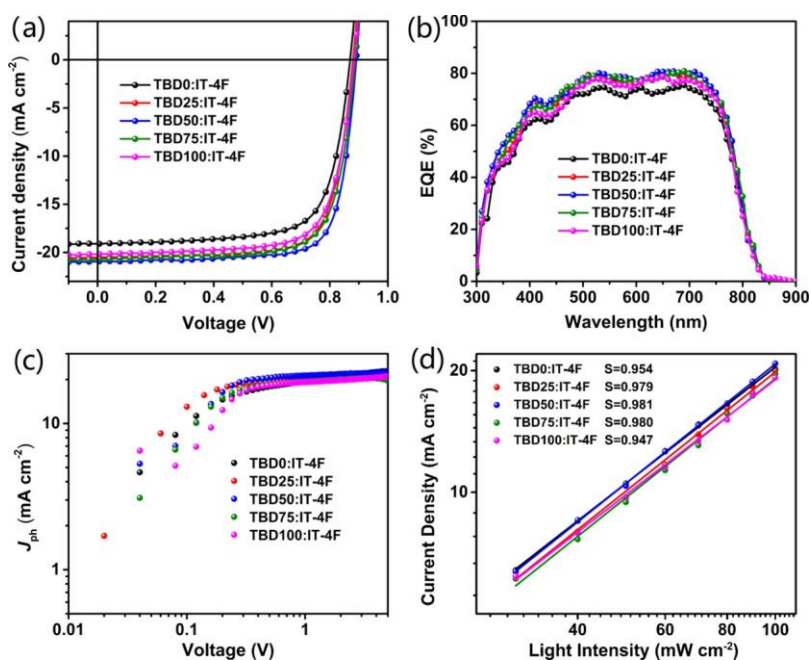 (a)
Current density (mA cm⁻²)
0
-5
-10
-15
-20
TBD0:IT-4F
TBD25:IT-4F
TBD50:IT-4F
TBD75:IT-4F
TBD100:IT-4F
0.0 0.2 0.4 0.6 0.8 1.0
Voltage (V)
(b)
EQE (%)
100
80
60
40
20
0
TBD0:IT-4F
TBD25:IT-4F
TBD50:IT-4F
TBD75:IT-4F
TBD100:IT-4F
300 400 500 600 700 800 900
Wavelength (nm)
(c)
Jph (mA cm⁻²)
10
1
TBD0:IT-4F
TBD25:IT-4F
TBD50:IT-4F
TBD75:IT-4F
TBD100:IT-4F
0.01 0.1 1
Voltage (V)
(d)
Current Density (mA cm⁻²)
20
10
TBD0:IT-4F S=0.954
TBD25:IT-4F S=0.979
TBD50:IT-4F S=0.981
TBD75:IT-4F S=0.980
TBD100:IT-4F S=0.947
40 60 80 100
Light Intensity (mW cm⁻²)